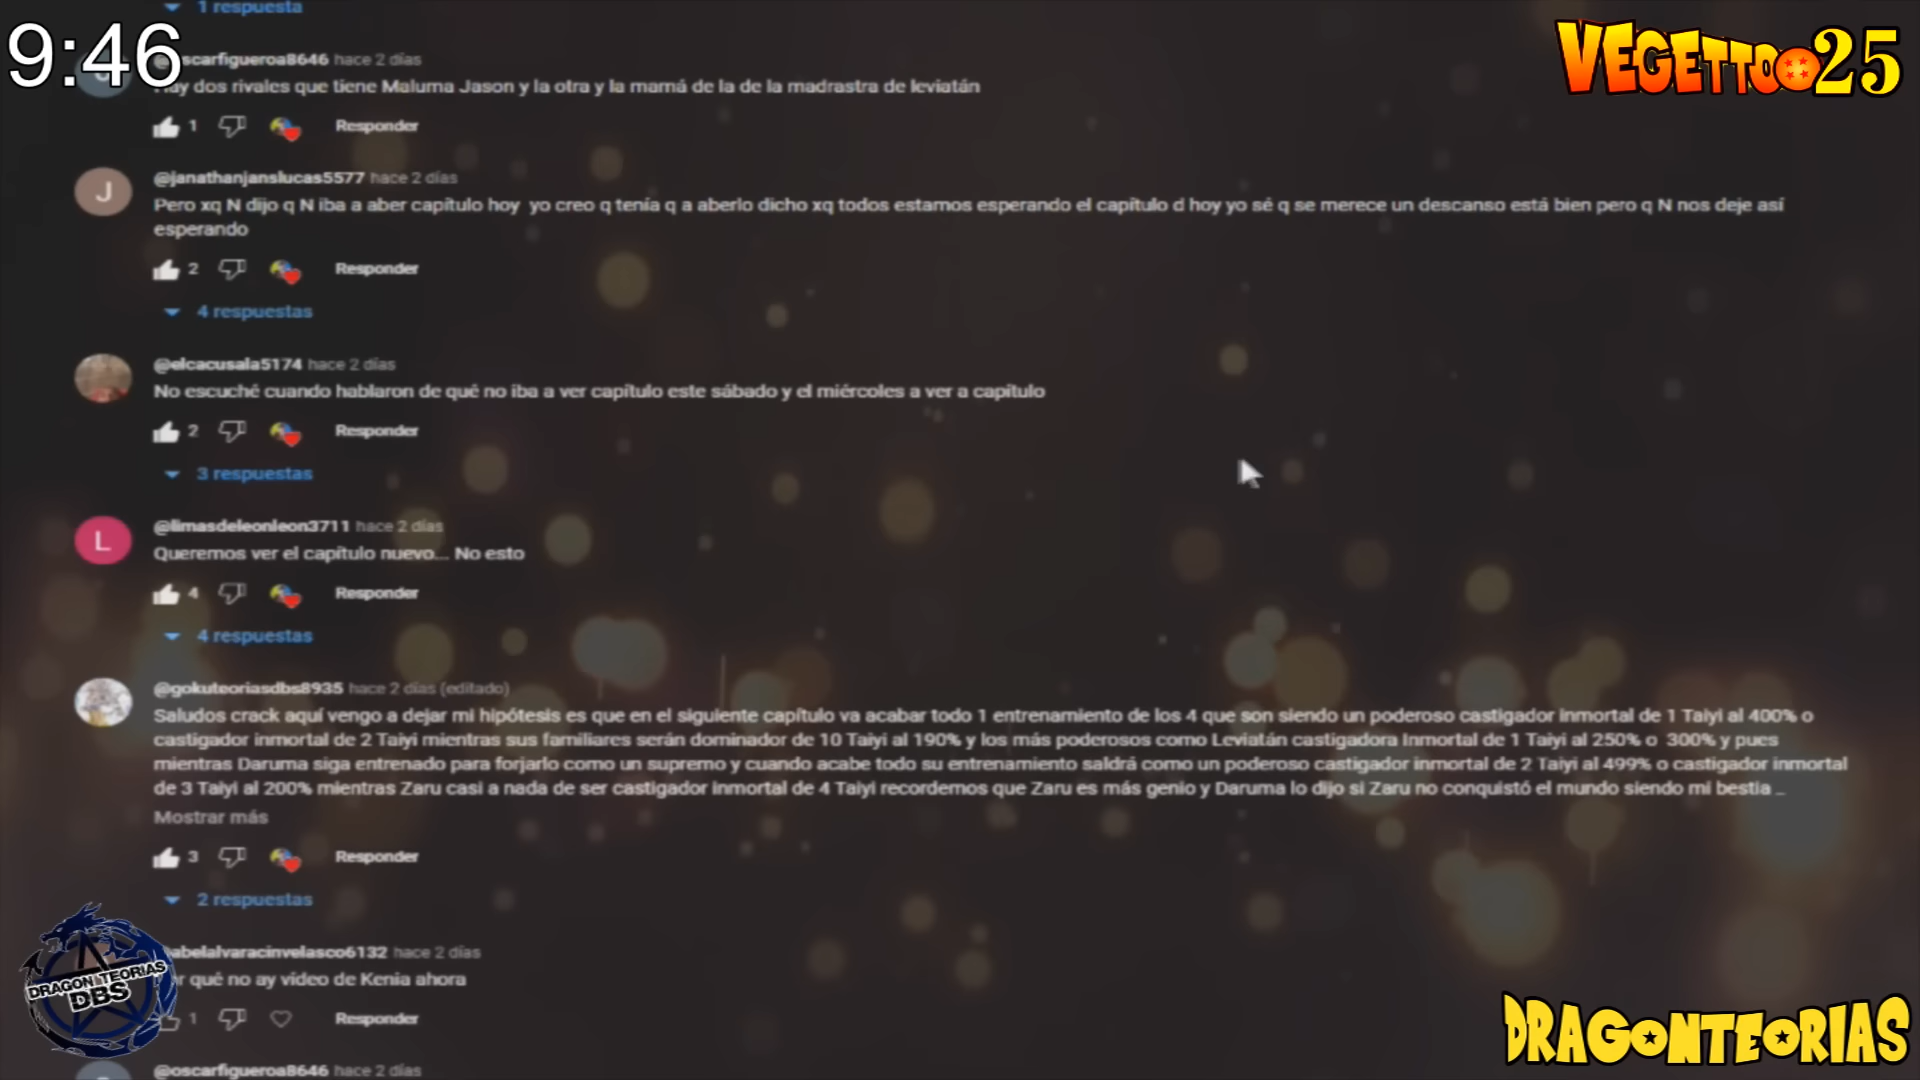 1 respuesta
9:46
VEGETTO 25
scarfigueroa8646 hace 2 días
ay dos rivales que tiene Maluma Jason y la otra y la mamá de la de la madrastra de leviatán
1 Responder
J
@janathanjanslucas5577 hace 2 días
Pero xq N dijo q N iba a aber capítulo hoy yo creo q tenía q a aberlo dicho xq todos estamos esperando el capítulo d hoy yo sé q se merece un descanso está bien pero q N nos deje así
esperando
2 Responder
4 respuestas
@elcacusala5174 hace 2 días
No escuché cuando hablaron de qué no iba a ver capítulo este sábado y el miércoles a ver a capítulo
2 Responder
3 respuestas
L
@limasdeleonleon3711 hace 2 días
Queremos ver el capítulo nuevo... No esto
4 Responder
4 respuestas
@gokuteoriasdbs8935 hace 2 días (editado)
Saludos crack aquí vengo a dejar mi hipótesis es que en el siguiente capítulo va acabar todo 1 entrenamiento de los 4 que son siendo un poderoso castigador inmortal de 1 Taiyi al 400% o
castigador inmortal de 2 Taiyi mientras sus familiares serán dominador de 10 Taiyi al 190% y los más poderosos como Leviatán castigadora Inmortal de 1 Taiyi al 250% o 300% y pues
mientras Daruma siga entrenado para forjarlo como un supremo y cuando acabe todo su entrenamiento saldrá como un poderoso castigador inmortal de 2 Taiyi al 499% o castigador inmortal
de 3 Taiyi al 200% mientras Zaru casi a nada de ser castigador inmortal de 4 Taiyi recordemos que Zaru es más genio y Daruma lo dijo si Zaru no conquistó el mundo siendo mi bestia ...
Mostrar más
3 Responder
2 respuestas
abelalvaracinvelasco6132 hace 2 días
r qué no ay vídeo de Kenia ahora
1 Responder
DRAGON TEORIAS
DBS
DRAGONTEORIAS
@oscarfigueroa8646 hace 2 días